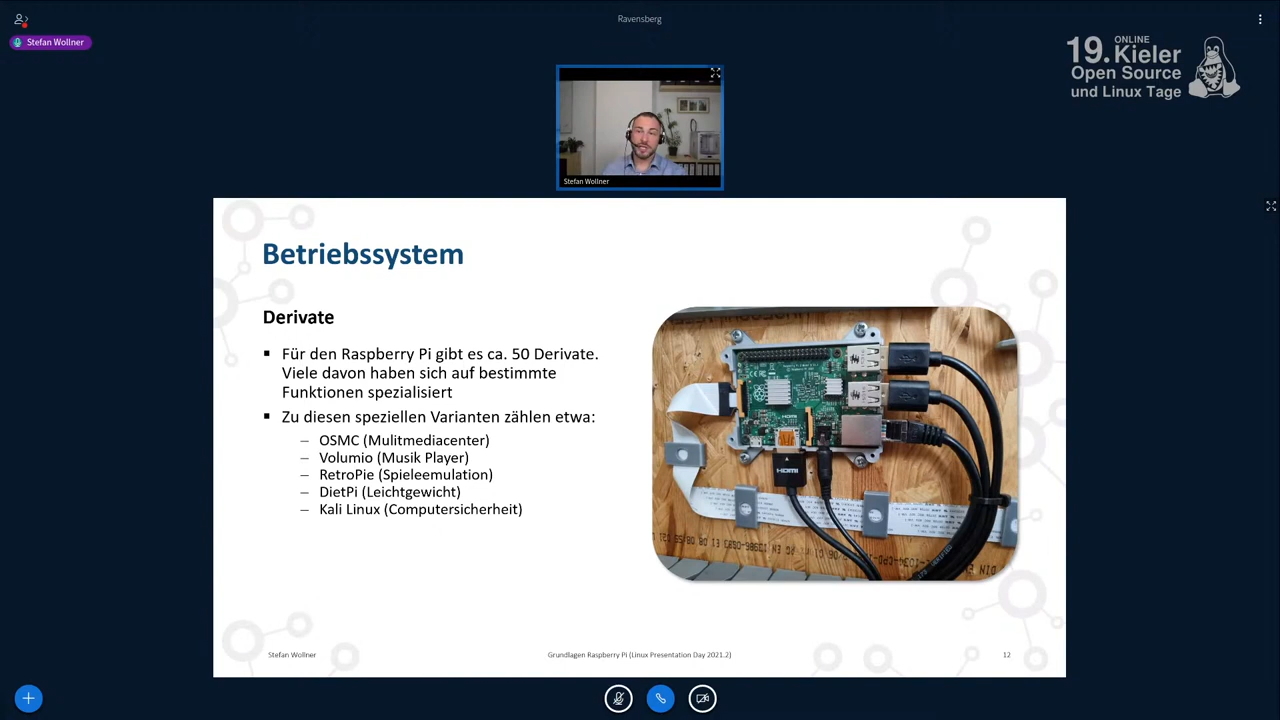 Ravensberg
Stefan Wollner
ONLINE
19. Kieler
Open Source
und Linux Tage
Stefan Wollner
Betriebssystem
Derivate
Für den Raspberry Pi gibt es ca. 50 Derivate.
Viele davon haben sich auf bestimmte
Funktionen spezialisiert
Zu diesen speziellen Varianten zählen etwa:
– OSMC (Mulitmediacenter)
– Volumio (Musik Player)
– RetroPie (Spieleemulation)
– DietPi (Leichtgewicht)
– Kali Linux (Computersicherheit)
HDMI
HDMI
Stefan Wollner
Grundlagen Raspberry Pi (Linux Presentation Day 2021.2)
12